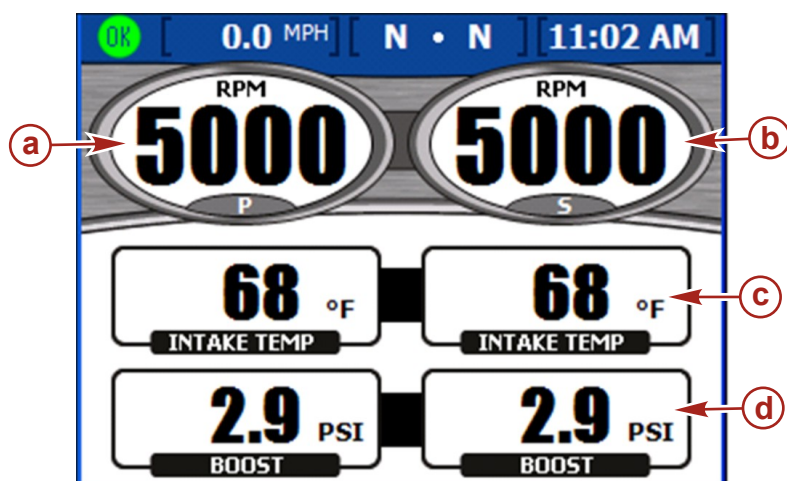 OK [ 0.0 MPH ] [ N • N ] [ 11:02 AM ]
RPM RPM
a 5000 5000 b
P S
68 °F 68 °F c
INTAKE TEMP INTAKE TEMP
2.9 PSI 2.9 PSI d
BOOST BOOST